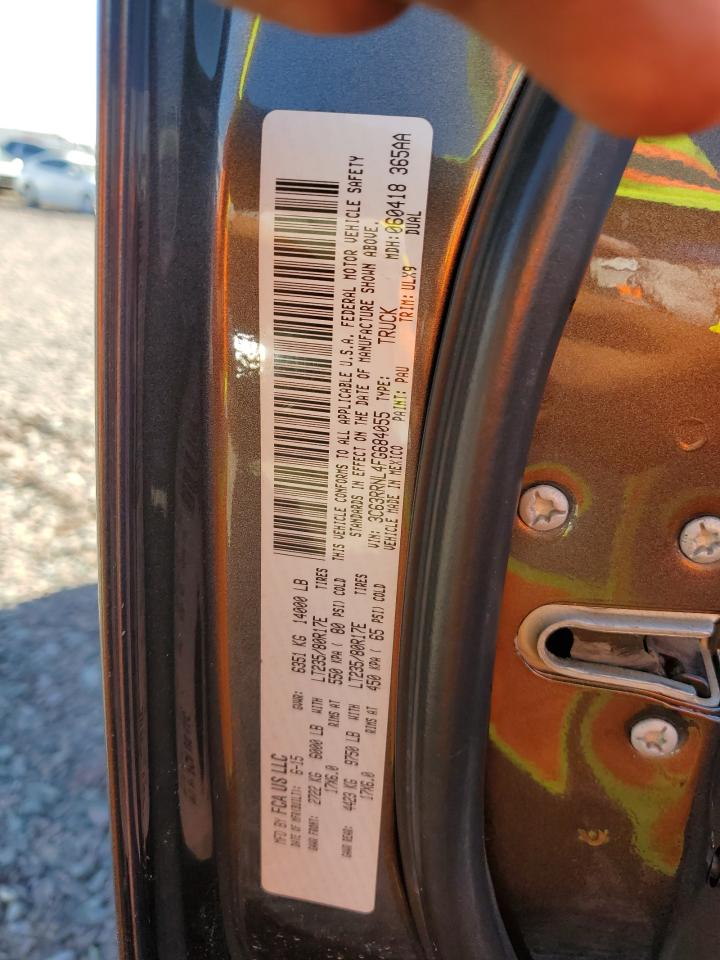 MFD BY FCA US LLC
DATE OF MFR(BUILT): 6-15 GVWR: 6351 KG 14000 LB
GAWR FRONT: 2722 KG 6000 LB WITH LT235/80R17E TIRES
17X6.0 RIMS AT 550 KPA ( 80 PSI) COLD
GAWR REAR: 4423 KG 9750 LB WITH LT235/80R17E TIRES
17X6.0 RIMS AT 450 KPA ( 65 PSI) COLD
THIS VEHICLE CONFORMS TO ALL APPLICABLE U.S.A. FEDERAL MOTOR VEHICLE SAFETY
STANDARDS IN EFFECT ON THE DATE OF MANUFACTURE SHOWN ABOVE.
VIN: 3C63RRNL4FG684055 TYPE: TRUCK MDH: 060418 365AA
VEHICLE MADE IN MEXICO PAINT: PAU TRIM: ULX9 DUAL